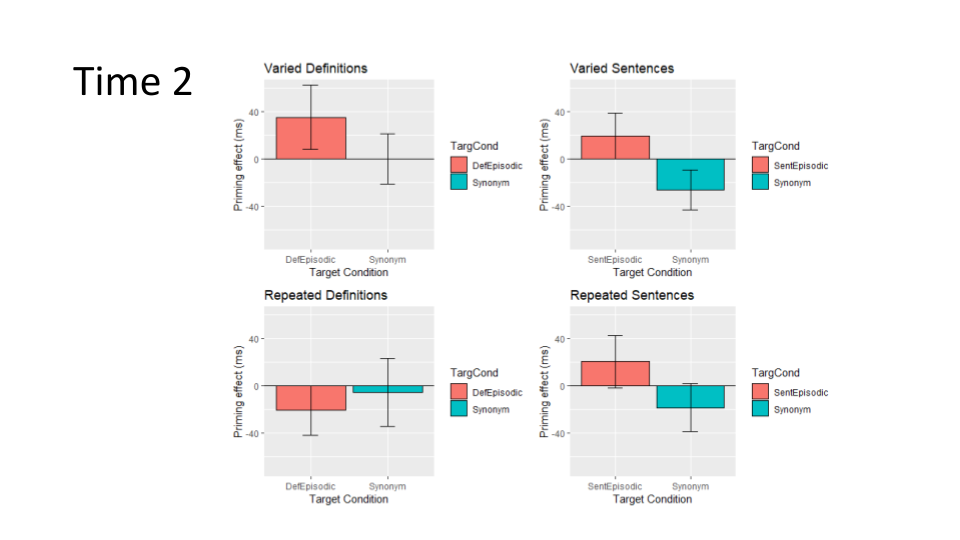 Time 2
Varied Definitions
Priming effect (ms)
40
0
-40
DefEpisodic
Synonym
Target Condition
TargCond
DefEpisodic
Synonym
Varied Sentences
Priming effect (ms)
40
0
-40
SentEpisodic
Synonym
Target Condition
TargCond
SentEpisodic
Synonym
Repeated Definitions
Priming effect (ms)
40
0
-40
DefEpisodic
Synonym
Target Condition
TargCond
DefEpisodic
Synonym
Repeated Sentences
Priming effect (ms)
40
0
-40
SentEpisodic
Synonym
Target Condition
TargCond
SentEpisodic
Synonym